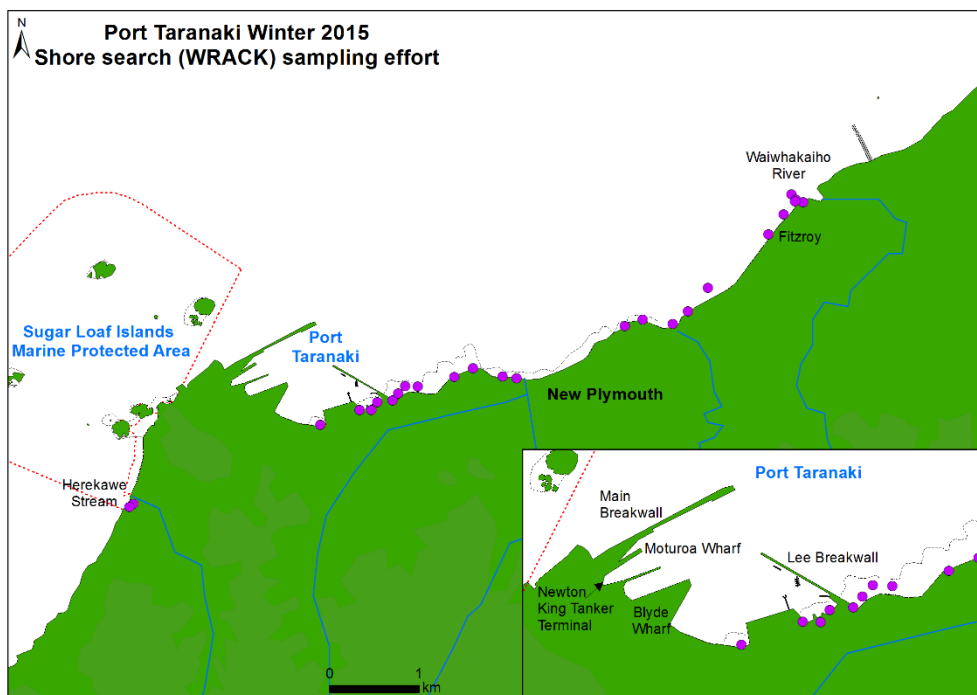 N
Port Taranaki Winter 2015
Shore search (WRACK) sampling effort
Waiwhakaiho
River
Fitzroy
Sugar Loaf Islands
Marine Protected Area
Port
Taranaki
New Plymouth
Herekawe
Stream
0 1
km
Port Taranaki
Main
Breakwall
Moturoa Wharf
Lee Breakwall
Newton
King Tanker
Terminal
Blyde
Wharf